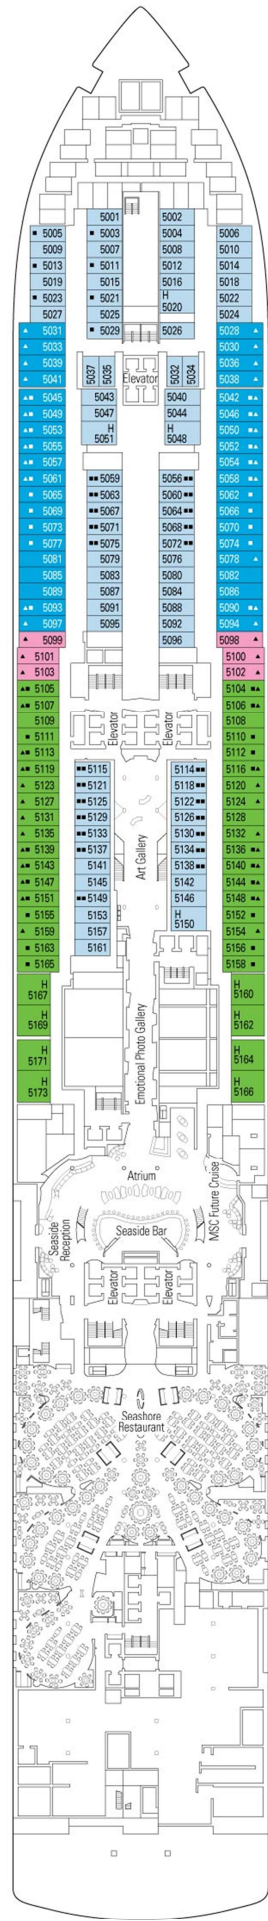 5001 5002
5005 5003 5004 5006
5009 5007 5008 5010
5013 5011 5012 5014
5019 5015 5016 5018
5023 5021 H 5020 5022
5027 5025 5024
5031 5029 5026 5028
5033 5030
5039 5037 5035 Elevator 5032 5034 5036
5041 5038
5045 5043 5040 5042
5049 5047 5044 5046
5053 H 5051 H 5048 5050
5055 5052
5057 5054
5061 5059 5056 5058
5065 5063 5060 5062
5069 5067 5064 5066
5073 5071 5068 5070
5077 5075 5072 5074
5081 5079 5076 5078
5085 5083 5080 5082
5089 5087 5084 5086
5093 5091 5088 5090
5097 5095 5092 5094
5099 5096 5098
5101 5100
5103 5102
5105 5104
5107 5106
5109 Elevator Elevator 5108
5111 5110
5113 5112
5119 5115 5114 5116
5123 5121 5118 5120
5127 5125 5122 5124
5131 5129 5126 5128
5135 5133 5130 5132
5139 5137 5134 5136
5143 5141 5138 5140
5147 5145 5142 5144
5151 5149 5146 5148
5155 5153 H 5150 5152
5159 5157 5154
5163 5161 5156
5165 5158
Art Gallery
H 5167 H 5160
H 5169 H 5162
H 5171 H 5164
H 5173 H 5166
Emotional Photo Gallery
Atrium
MSC Future Cruise
Seaside Bar
Seaside
Reception
Elevator Elevator
Seashore
Restaurant